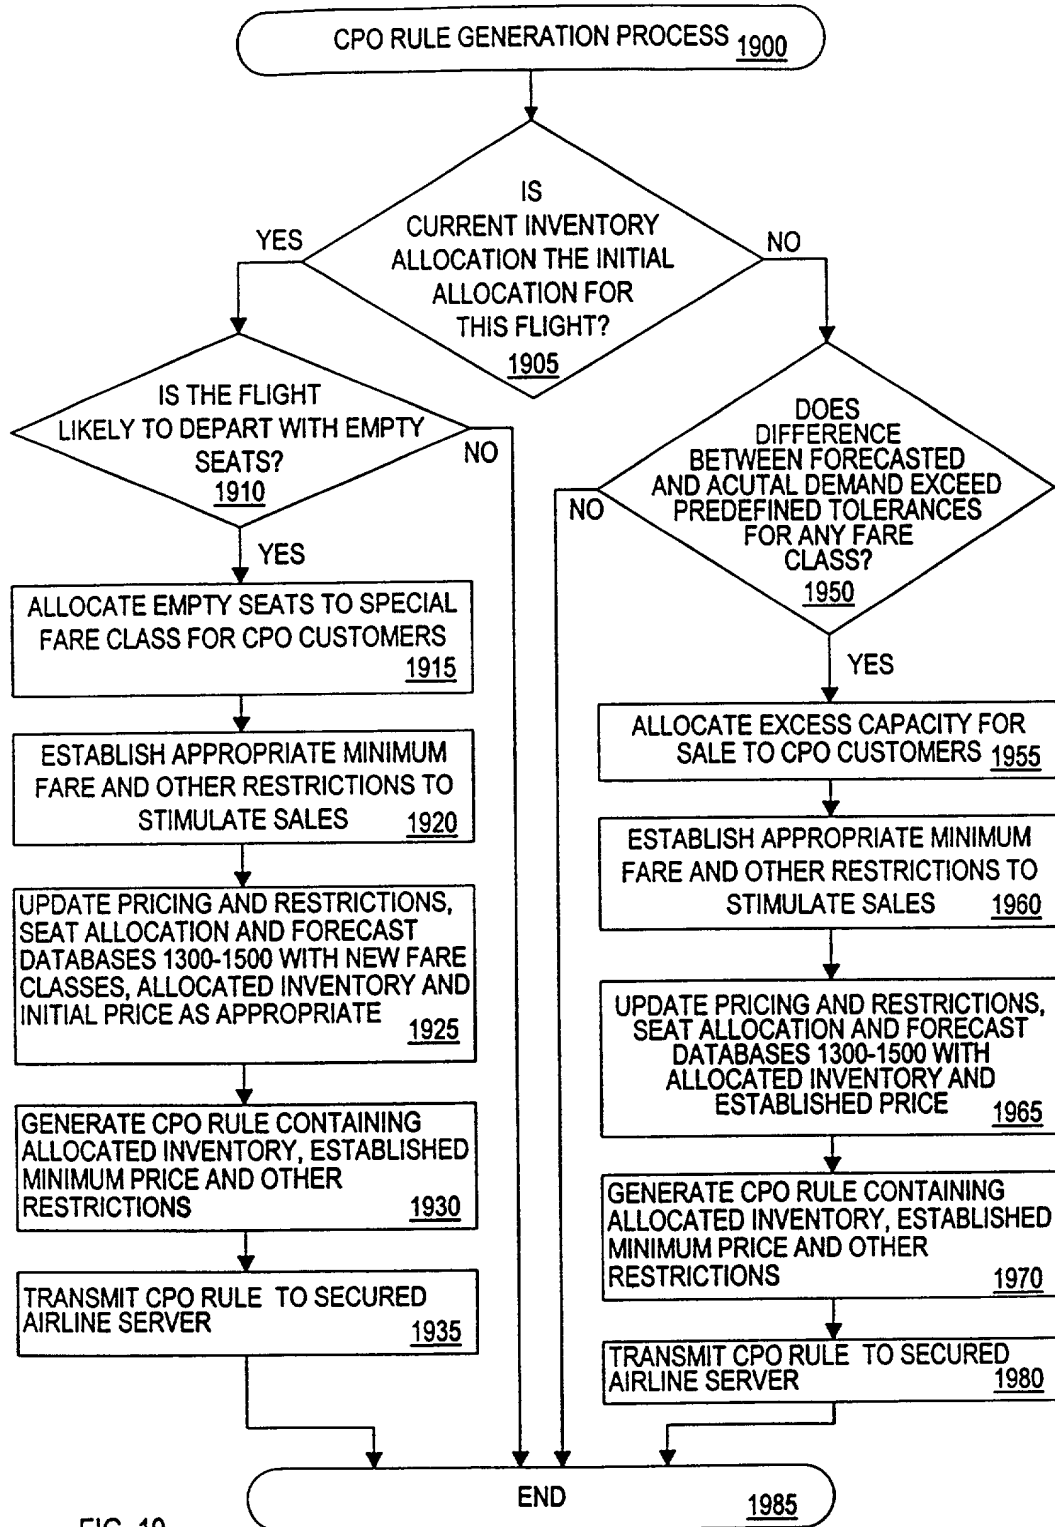 CPO RULE GENERATION PROCESS 1900
IS
CURRENT INVENTORY
ALLOCATION THE INITIAL
ALLOCATION FOR
THIS FLIGHT?
1905
YES
NO
IS THE FLIGHT
LIKELY TO DEPART WITH EMPTY
SEATS?
1910
NO
YES
ALLOCATE EMPTY SEATS TO SPECIAL
FARE CLASS FOR CPO CUSTOMERS
1915
ESTABLISH APPROPRIATE MINIMUM
FARE AND OTHER RESTRICTIONS TO
STIMULATE SALES 1920
UPDATE PRICING AND RESTRICTIONS,
SEAT ALLOCATION AND FORECAST
DATABASES 1300-1500 WITH NEW FARE
CLASSES, ALLOCATED INVENTORY AND
INITIAL PRICE AS APPROPRIATE 1925
GENERATE CPO RULE CONTAINING
ALLOCATED INVENTORY, ESTABLISHED
MINIMUM PRICE AND OTHER
RESTRICTIONS 1930
TRANSMIT CPO RULE TO SECURED
AIRLINE SERVER 1935
DOES
DIFFERENCE
BETWEEN FORECASTED
AND ACUTAL DEMAND EXCEED
PREDEFINED TOLERANCES
FOR ANY FARE
CLASS?
1950
NO
YES
ALLOCATE EXCESS CAPACITY FOR
SALE TO CPO CUSTOMERS 1955
ESTABLISH APPROPRIATE MINIMUM
FARE AND OTHER RESTRICTIONS TO
STIMULATE SALES 1960
UPDATE PRICING AND RESTRICTIONS,
SEAT ALLOCATION AND FORECAST
DATABASES 1300-1500 WITH
ALLOCATED INVENTORY AND
ESTABLISHED PRICE 1965
GENERATE CPO RULE CONTAINING
ALLOCATED INVENTORY, ESTABLISHED
MINIMUM PRICE AND OTHER
RESTRICTIONS 1970
TRANSMIT CPO RULE TO SECURED
AIRLINE SERVER 1980
END 1985